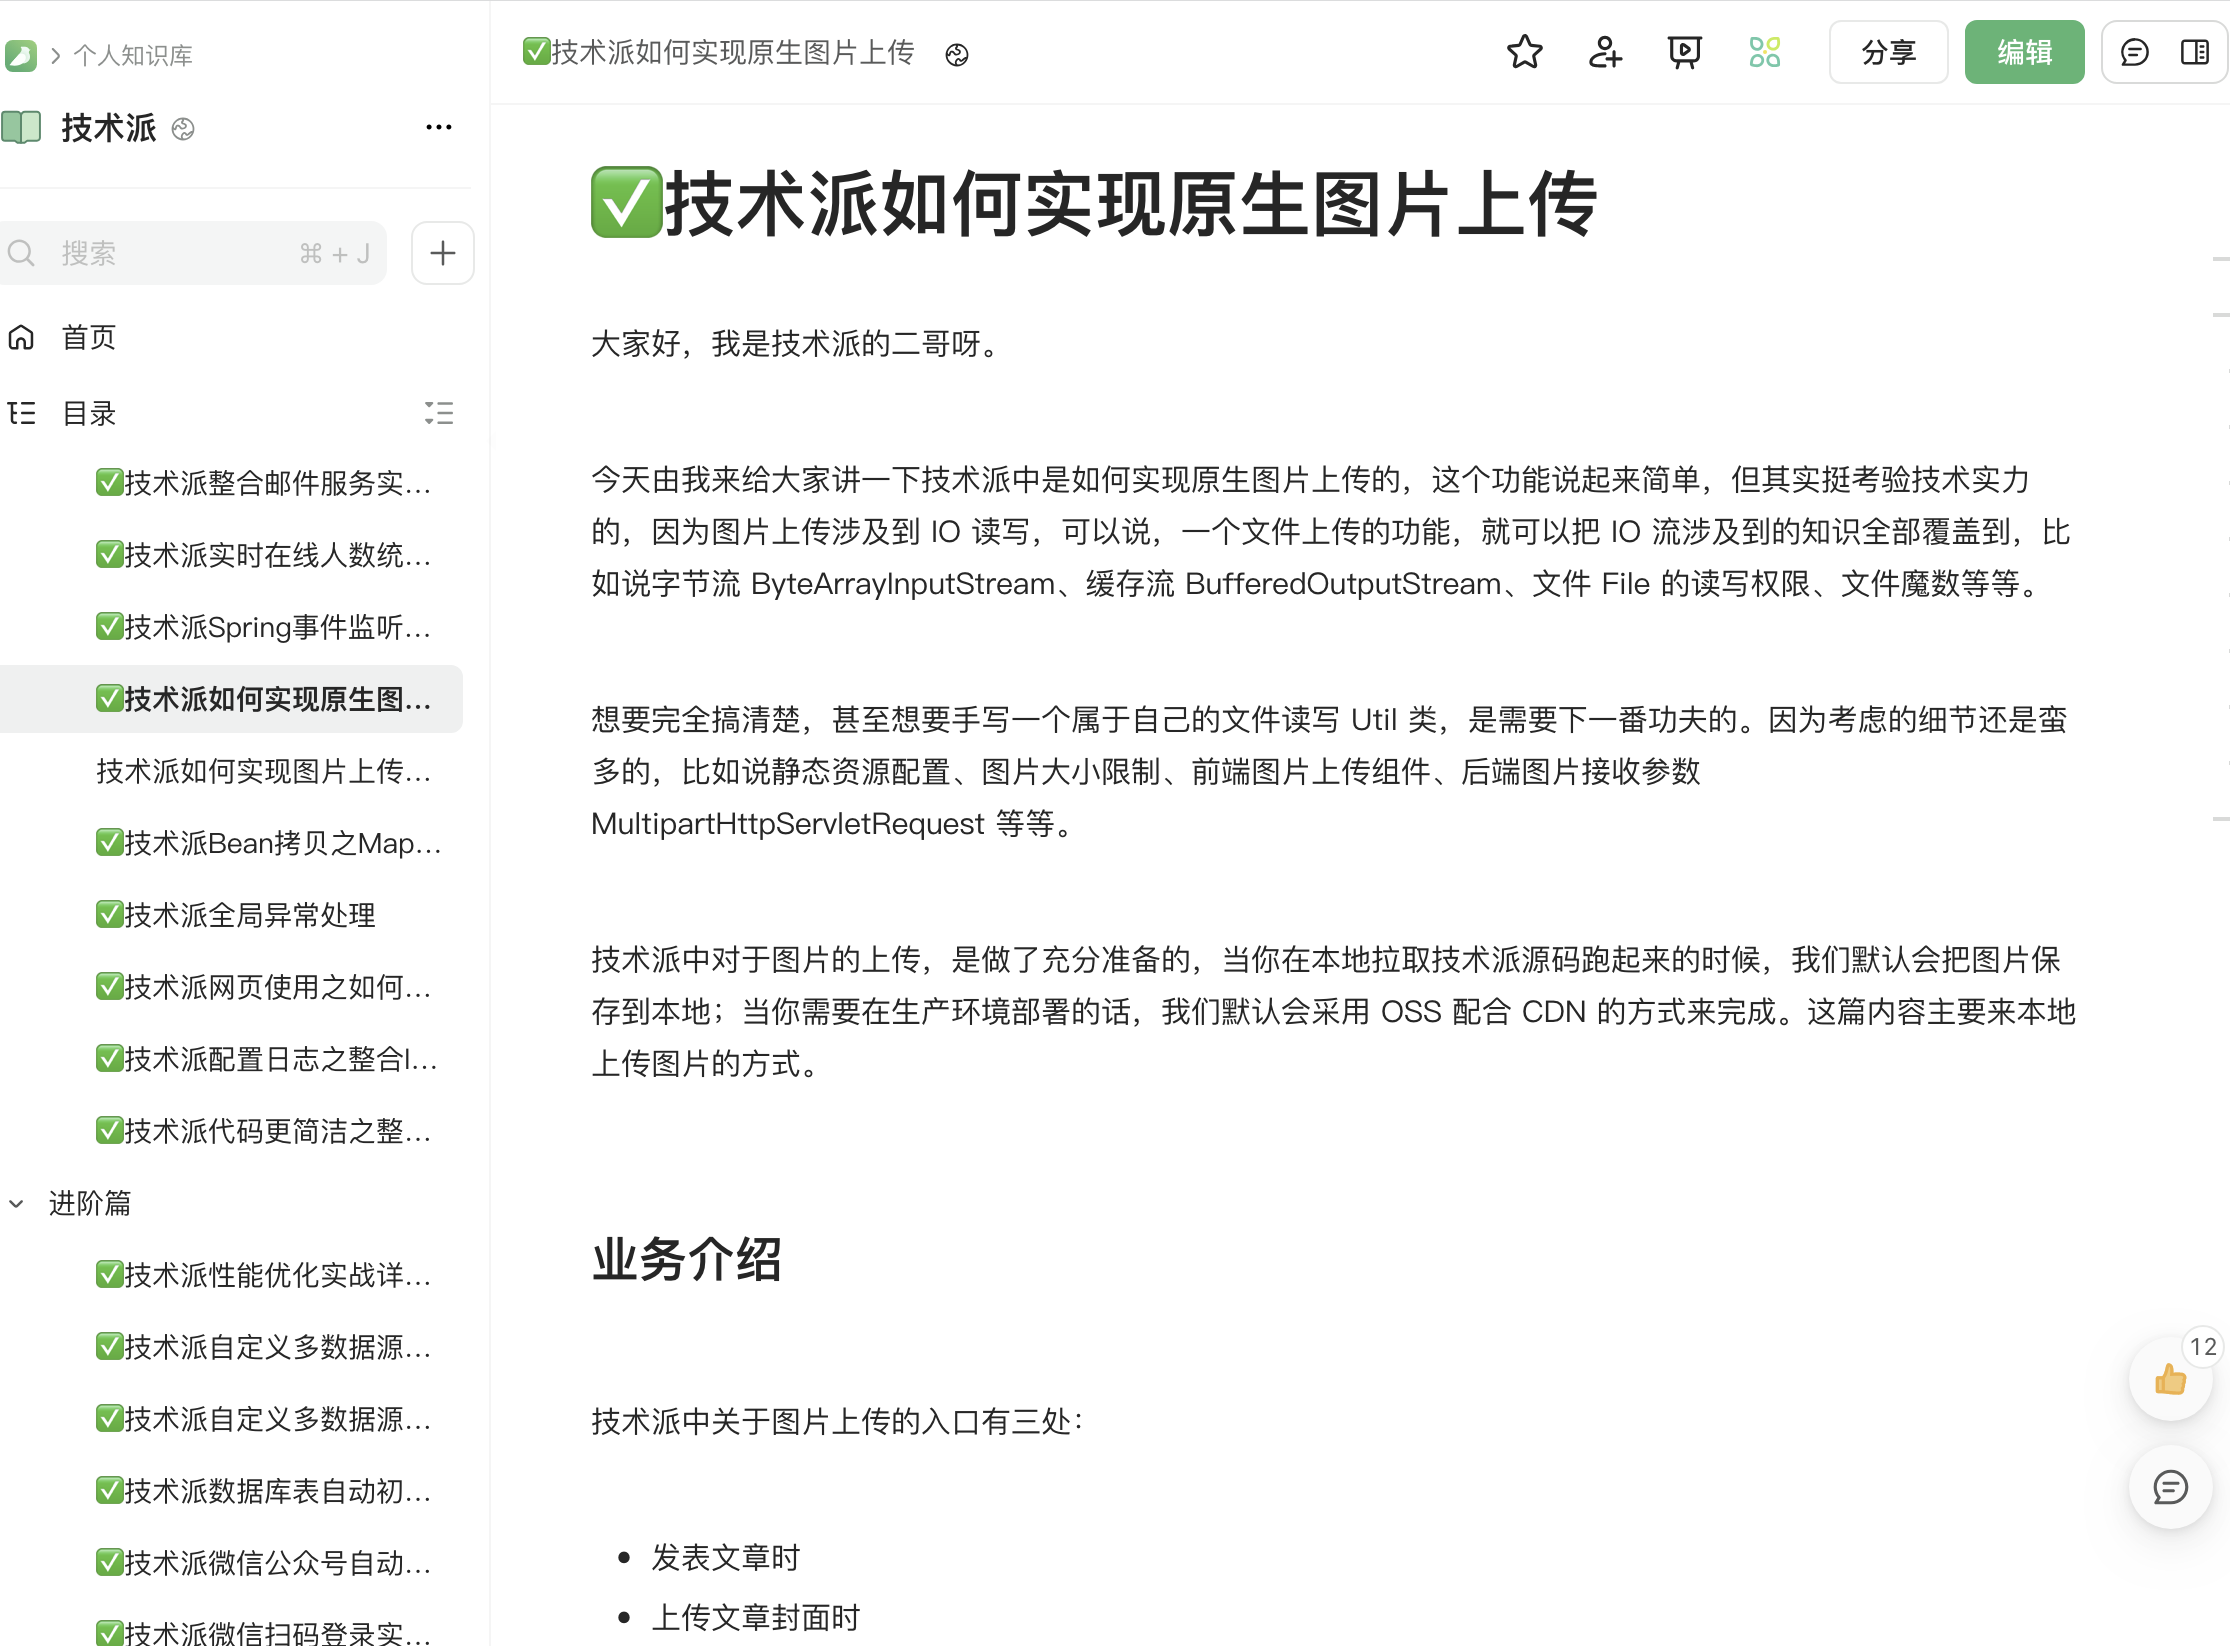 个人知识库
技术派
搜索 ⌘ + J
首页
目录
✅技术派整合邮件服务实...
✅技术派实时在线人数统...
✅技术派Spring事件监听...
✅技术派如何实现原生图...
技术派如何实现图片上传...
✅技术派Bean拷贝之Map...
✅技术派全局异常处理
✅技术派网页使用之如何...
✅技术派配置日志之整合l...
✅技术派代码更简洁之整...
进阶篇
✅技术派性能优化实战详...
✅技术派自定义多数据源...
✅技术派自定义多数据源...
✅技术派数据库表自动初...
✅技术派微信公众号自动...
✅技术派微信扫码登录实...
✅技术派如何实现原生图片上传
分享 编辑
✅技术派如何实现原生图片上传
大家好，我是技术派的二哥呀。
今天由我来给大家讲一下技术派中是如何实现原生图片上传的，这个功能说起来简单，但其实挺考验技术实力
的，因为图片上传涉及到 IO 读写，可以说，一个文件上传的功能，就可以把 IO 流涉及到的知识全部覆盖到，比
如说字节流 ByteArrayInputStream、缓存流 BufferedOutputStream、文件 File 的读写权限、文件魔数等等。
想要完全搞清楚，甚至想要手写一个属于自己的文件读写 Util 类，是需要下一番功夫的。因为考虑的细节还是蛮
多的，比如说静态资源配置、图片大小限制、前端图片上传组件、后端图片接收参数
MultipartHttpServletRequest 等等。
技术派中对于图片的上传，是做了充分准备的，当你在本地拉取技术派源码跑起来的时候，我们默认会把图片保
存到本地；当你需要在生产环境部署的话，我们默认会采用 OSS 配合 CDN 的方式来完成。这篇内容主要来本地
上传图片的方式。
业务介绍
技术派中关于图片上传的入口有三处：
• 发表文章时
• 上传文章封面时
12